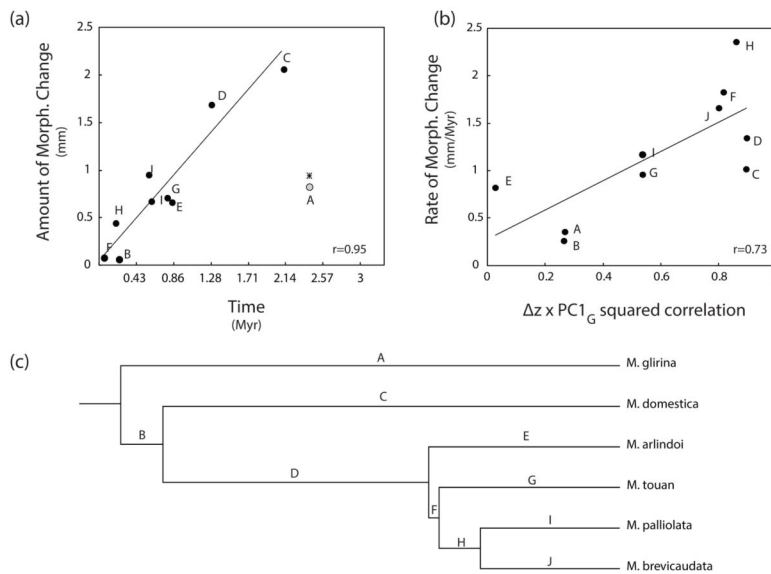 (a)
2.5
2
1.5
1
0.5
0
Amount of Morph. Change
(mm)
C
D
J
I
G
E
H
F
B
*
A
r=0.95
0.43 0.86 1.28 1.71 2.14 2.57 3
Time
(Myr)
(b)
2.5
2
1.5
1
0.5
0
Rate of Morph. Change
(mm/Myr)
H
F
J
D
I
C
G
E
A
B
r=0.73
0 0.2 0.4 0.6 0.8 1
Δz x PC1G squared correlation
(c)
A
M. glirina
C
M. domestica
B
E
M. arlindoi
D
G
M. touan
F
I
M. palliolata
H
J
M. brevicaudata